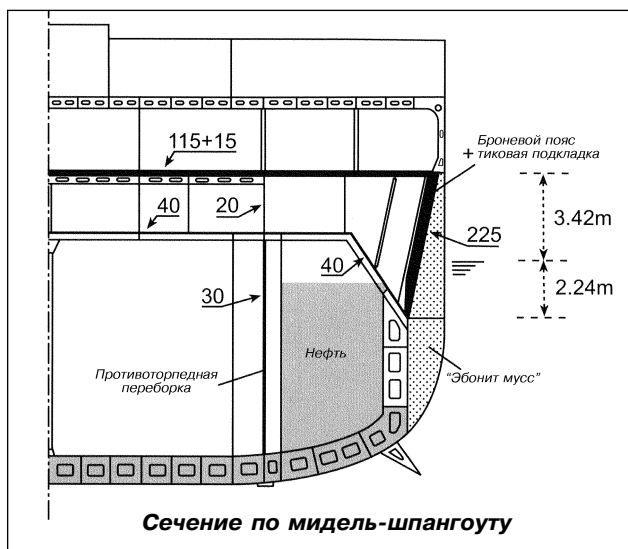 115+15
Броневой пояс
+ тиковая подкладка
40
20
225
3.42m
40
2.24m
30
Нефть
Противоторпедная
переборка
"Эбонит мусс"
Сечение по мидель-шпангоуту